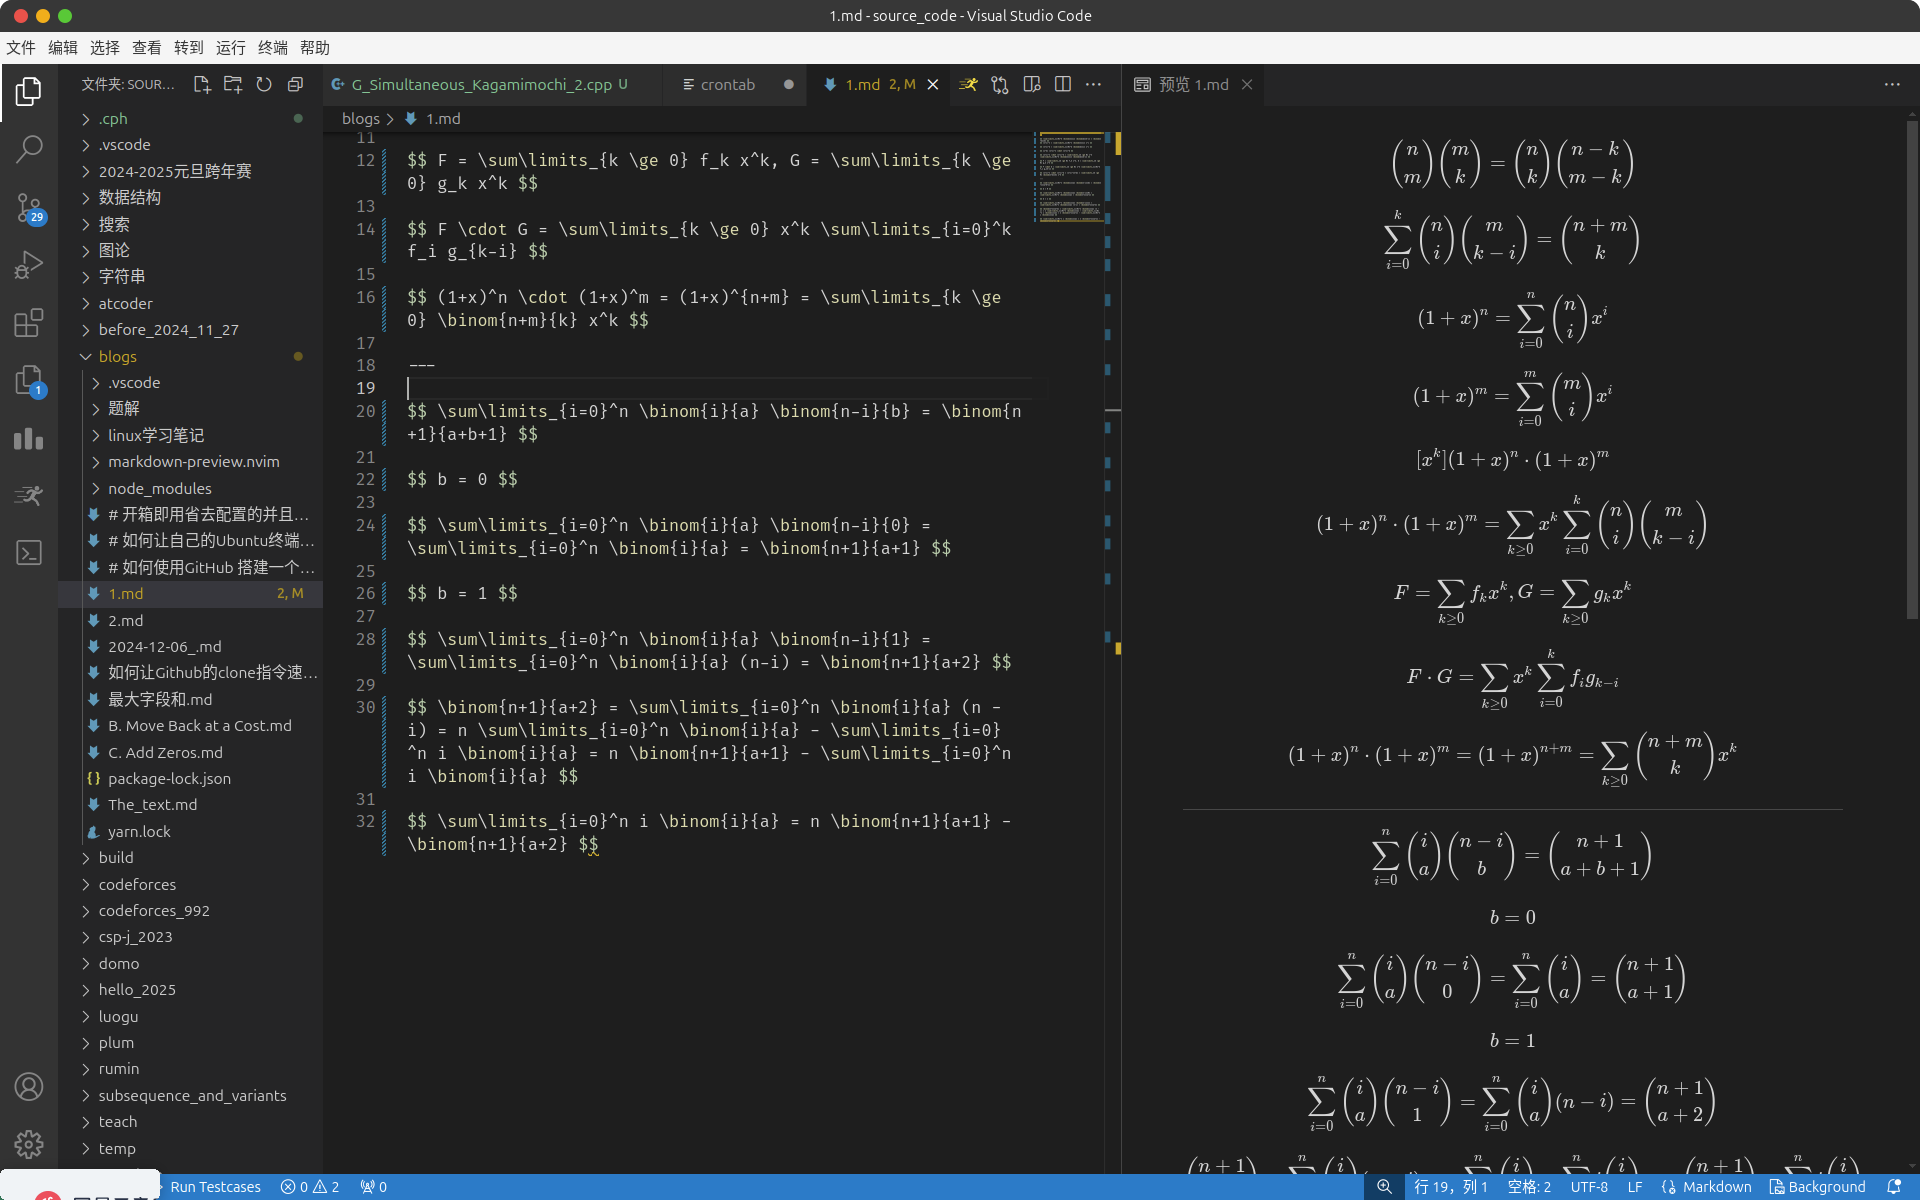 1.md - source_code - Visual Studio Code
文件 编辑 选择 查看 转到 运行 终端 帮助
文件夹: SOUR...
.cph
.vscode
2024-2025元旦跨年赛
数据结构
搜索
图论
字符串
atcoder
before_2024_11_27
blogs
.vscode
题解
linux学习笔记
markdown-preview.nvim
node_modules
# 开箱即用省去配置的并且...
# 如何让自己的Ubuntu终端...
# 如何使用GitHub 搭建一个...
1.md 2, M
2.md
2024-12-06_.md
如何让Github的clone指令速...
最大字段和.md
B. Move Back at a Cost.md
C. Add Zeros.md
{} package-lock.json
The_text.md
yarn.lock
build
codeforces
codeforces_992
csp-j_2023
domo
hello_2025
luogu
plum
rumin
subsequence_and_variants
teach
temp
29
1
G_Simultaneous_Kagamimochi_2.cpp U crontab 1.md 2, M
blogs > 1.md
11
12 $$ F = \sum\limits_{k \ge 0} f_k x^k, G = \sum\limits_{k \ge
0} g_k x^k $$
13
14 $$ F \cdot G = \sum\limits_{k \ge 0} x^k \sum\limits_{i=0}^k
f_i g_{k-i} $$
15
16 $$ (1+x)^n \cdot (1+x)^m = (1+x)^{n+m} = \sum\limits_{k \ge
0} \binom{n+m}{k} x^k $$
17
18 ---
19
20 $$ \sum\limits_{i=0}^n \binom{i}{a} \binom{n-i}{b} = \binom{n
+1}{a+b+1} $$
21
22 $$ b = 0 $$
23
24 $$ \sum\limits_{i=0}^n \binom{i}{a} \binom{n-i}{0} =
\sum\limits_{i=0}^n \binom{i}{a} = \binom{n+1}{a+1} $$
25
26 $$ b = 1 $$
27
28 $$ \sum\limits_{i=0}^n \binom{i}{a} \binom{n-i}{1} =
\sum\limits_{i=0}^n \binom{i}{a} (n-i) = \binom{n+1}{a+2} $$
29
30 $$ \binom{n+1}{a+2} = \sum\limits_{i=0}^n \binom{i}{a} (n -
i) = n \sum\limits_{i=0}^n \binom{i}{a} - \sum\limits_{i=0}
^n i \binom{i}{a} = n \binom{n+1}{a+1} - \sum\limits_{i=0}^n
i \binom{i}{a} $$
31
32 $$ \sum\limits_{i=0}^n i \binom{i}{a} = n \binom{n+1}{a+1} -
\binom{n+1}{a+2} $$
预览 1.md
\binom{n}{m} \binom{m}{k} = \binom{n}{k} \binom{n-k}{m-k}
\sum_{i=0}^{k} \binom{n}{i} \binom{m}{k-i} = \binom{n+m}{k}
(1+x)^n = \sum_{i=0}^{n} \binom{n}{i} x^i
(1+x)^m = \sum_{i=0}^{m} \binom{m}{i} x^i
[x^k](1+x)^n · (1+x)^m
(1+x)^n · (1+x)^m = \sum_{k≥0} x^k \sum_{i=0}^{k} \binom{n}{i} \binom{m}{k-i}
F = \sum_{k≥0} f_k x^k, G = \sum_{k≥0} g_k x^k
F · G = \sum_{k≥0} x^k \sum_{i=0}^{k} f_i g_{k-i}
(1+x)^n · (1+x)^m = (1+x)^{n+m} = \sum_{k≥0} \binom{n+m}{k} x^k
\sum_{i=0}^{n} \binom{i}{a} \binom{n-i}{b} = \binom{n+1}{a+b+1}
b = 0
\sum_{i=0}^{n} \binom{i}{a} \binom{n-i}{0} = \sum_{i=0}^{n} \binom{i}{a} = \binom{n+1}{a+1}
b = 1
\sum_{i=0}^{n} \binom{i}{a} \binom{n-i}{1} = \sum_{i=0}^{n} \binom{i}{a} (n-i) = \binom{n+1}{a+2}
Run Testcases 0 2 0 行 19，列 1 空格: 2 UTF-8 LF Markdown Background